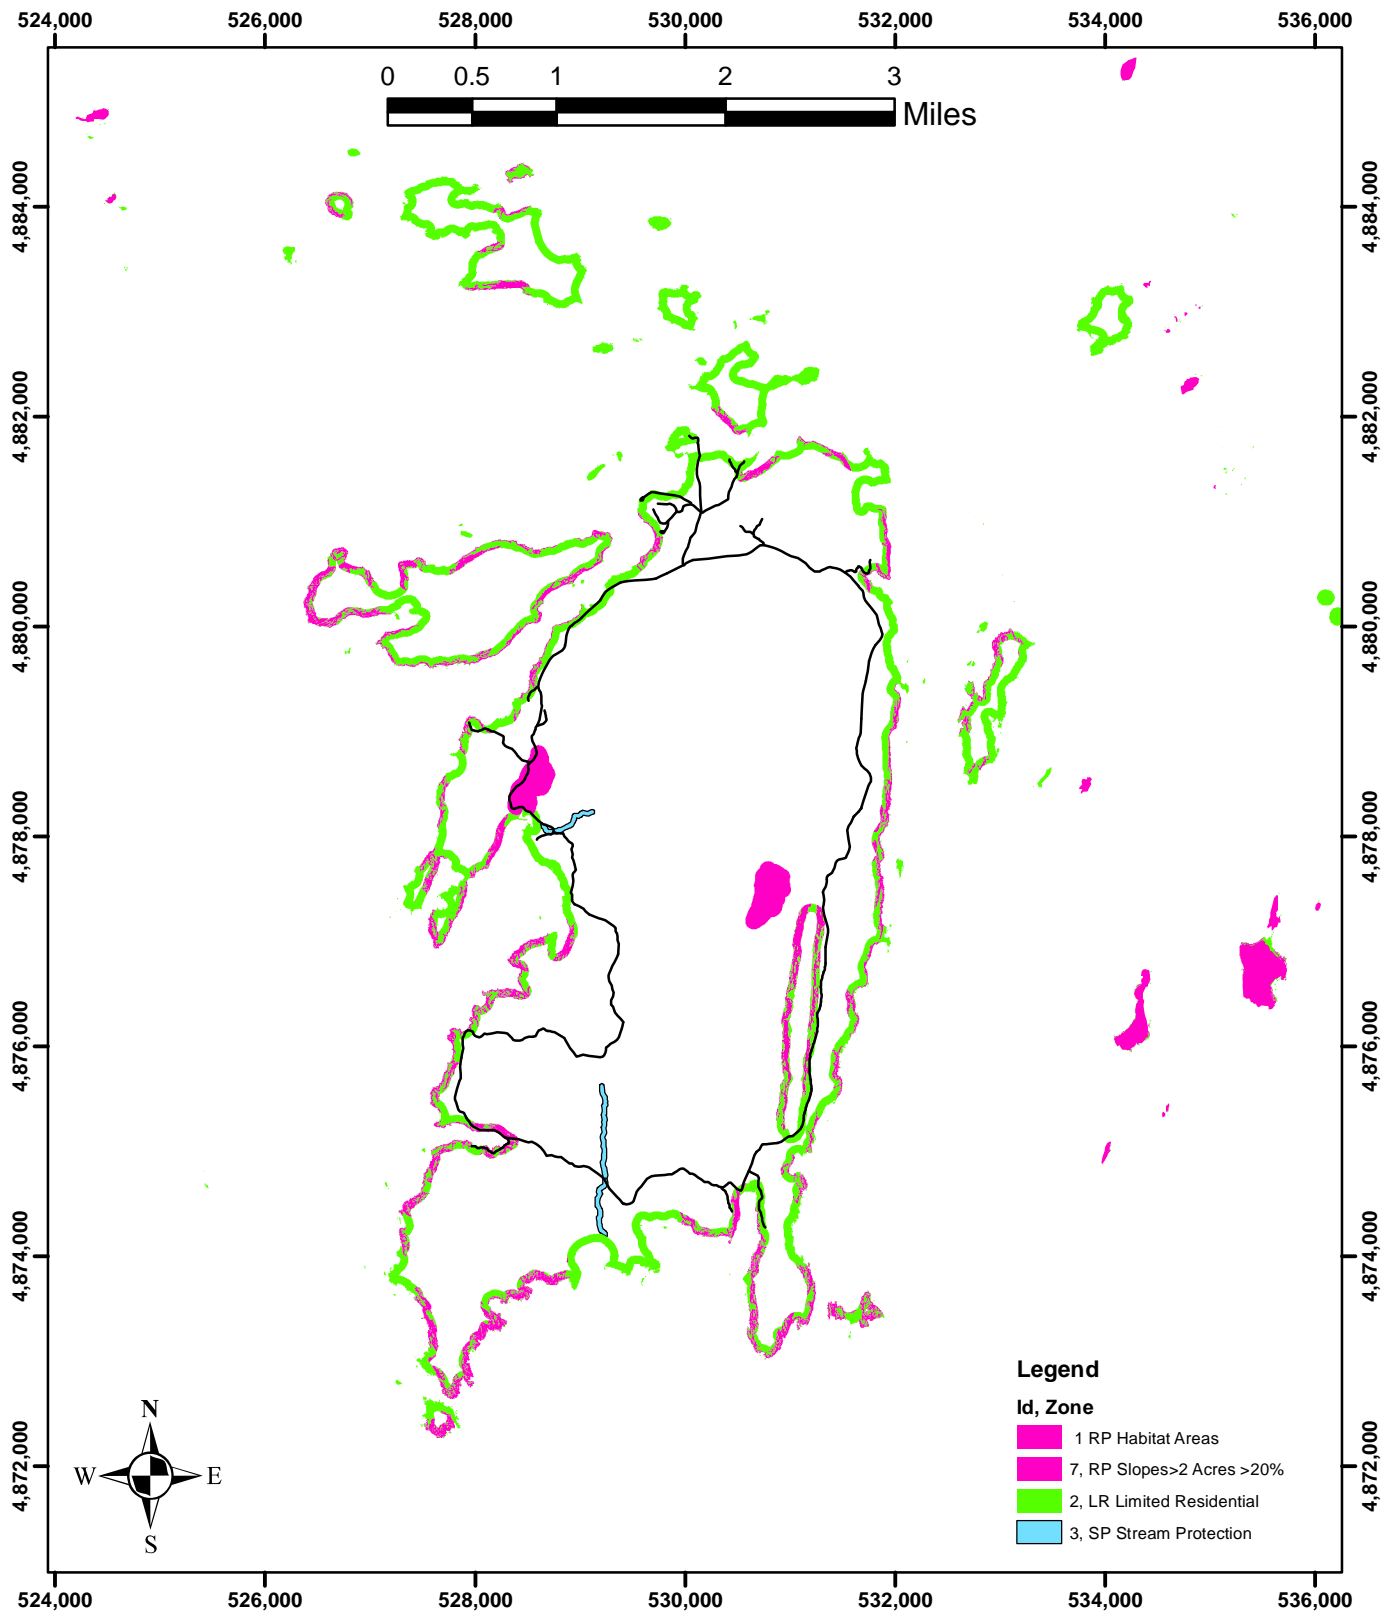 524,000 526,000 528,000 530,000 532,000 534,000 536,000
0 0.5 1 2 3
Miles
4,884,000 4,884,000
4,882,000 4,882,000
4,880,000 4,880,000
4,878,000 4,878,000
4,876,000 4,876,000
4,874,000 4,874,000
4,872,000 4,872,000
Legend
Id, Zone
1 RP Habitat Areas
7, RP Slopes>2 Acres >20%
2, LR Limited Residential
3, SP Stream Protection
N
W E
S
524,000 526,000 528,000 530,000 532,000 534,000 536,000